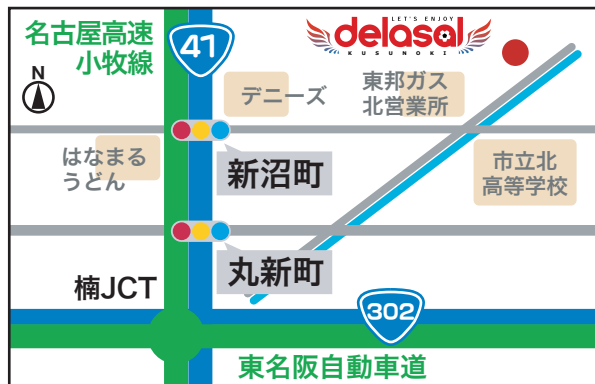 名古屋高速
小牧線
41
LET'S ENJOY
delasal
KUSUNOKI
N
デニーズ
東邦ガス
北営業所
はなまる
うどん
新沼町
市立北
高等学校
丸新町
楠JCT
302
東名阪自動車道